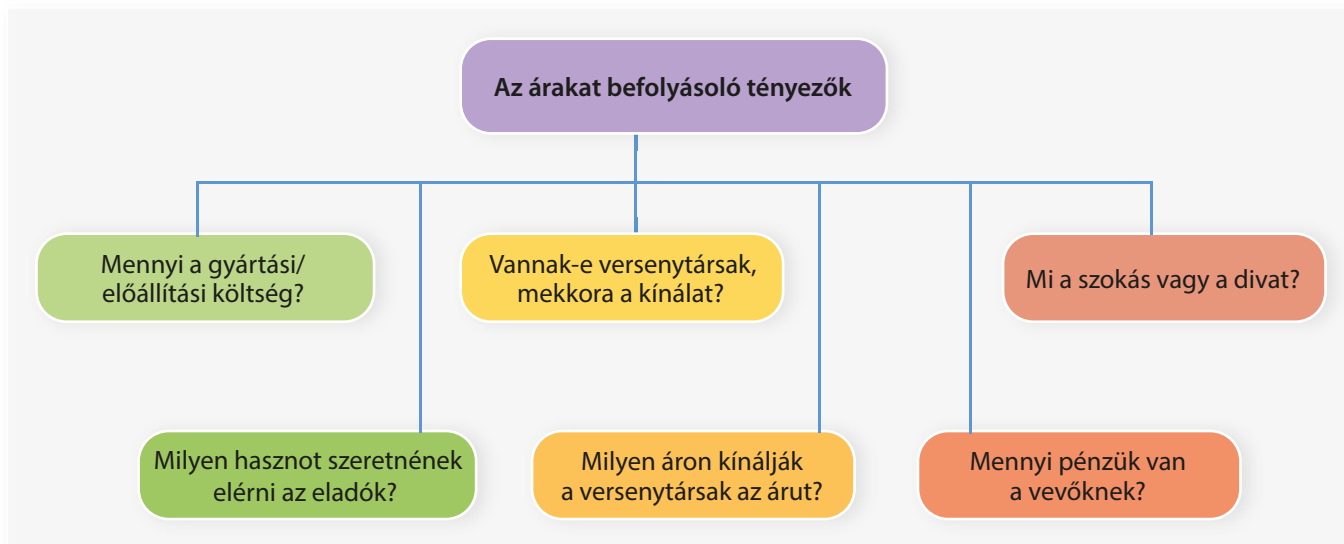 Az árakat befolyásoló tényezők
Mennyi a gyártási/
előállítási költség?
Vannak-e versenytársak,
mekkora a kínálat?
Mi a szokás vagy a divat?
Milyen hasznot szeretnének
elérni az eladók?
Milyen áron kínálják
a versenytársak az árut?
Mennyi pénzük van
a vevőknek?